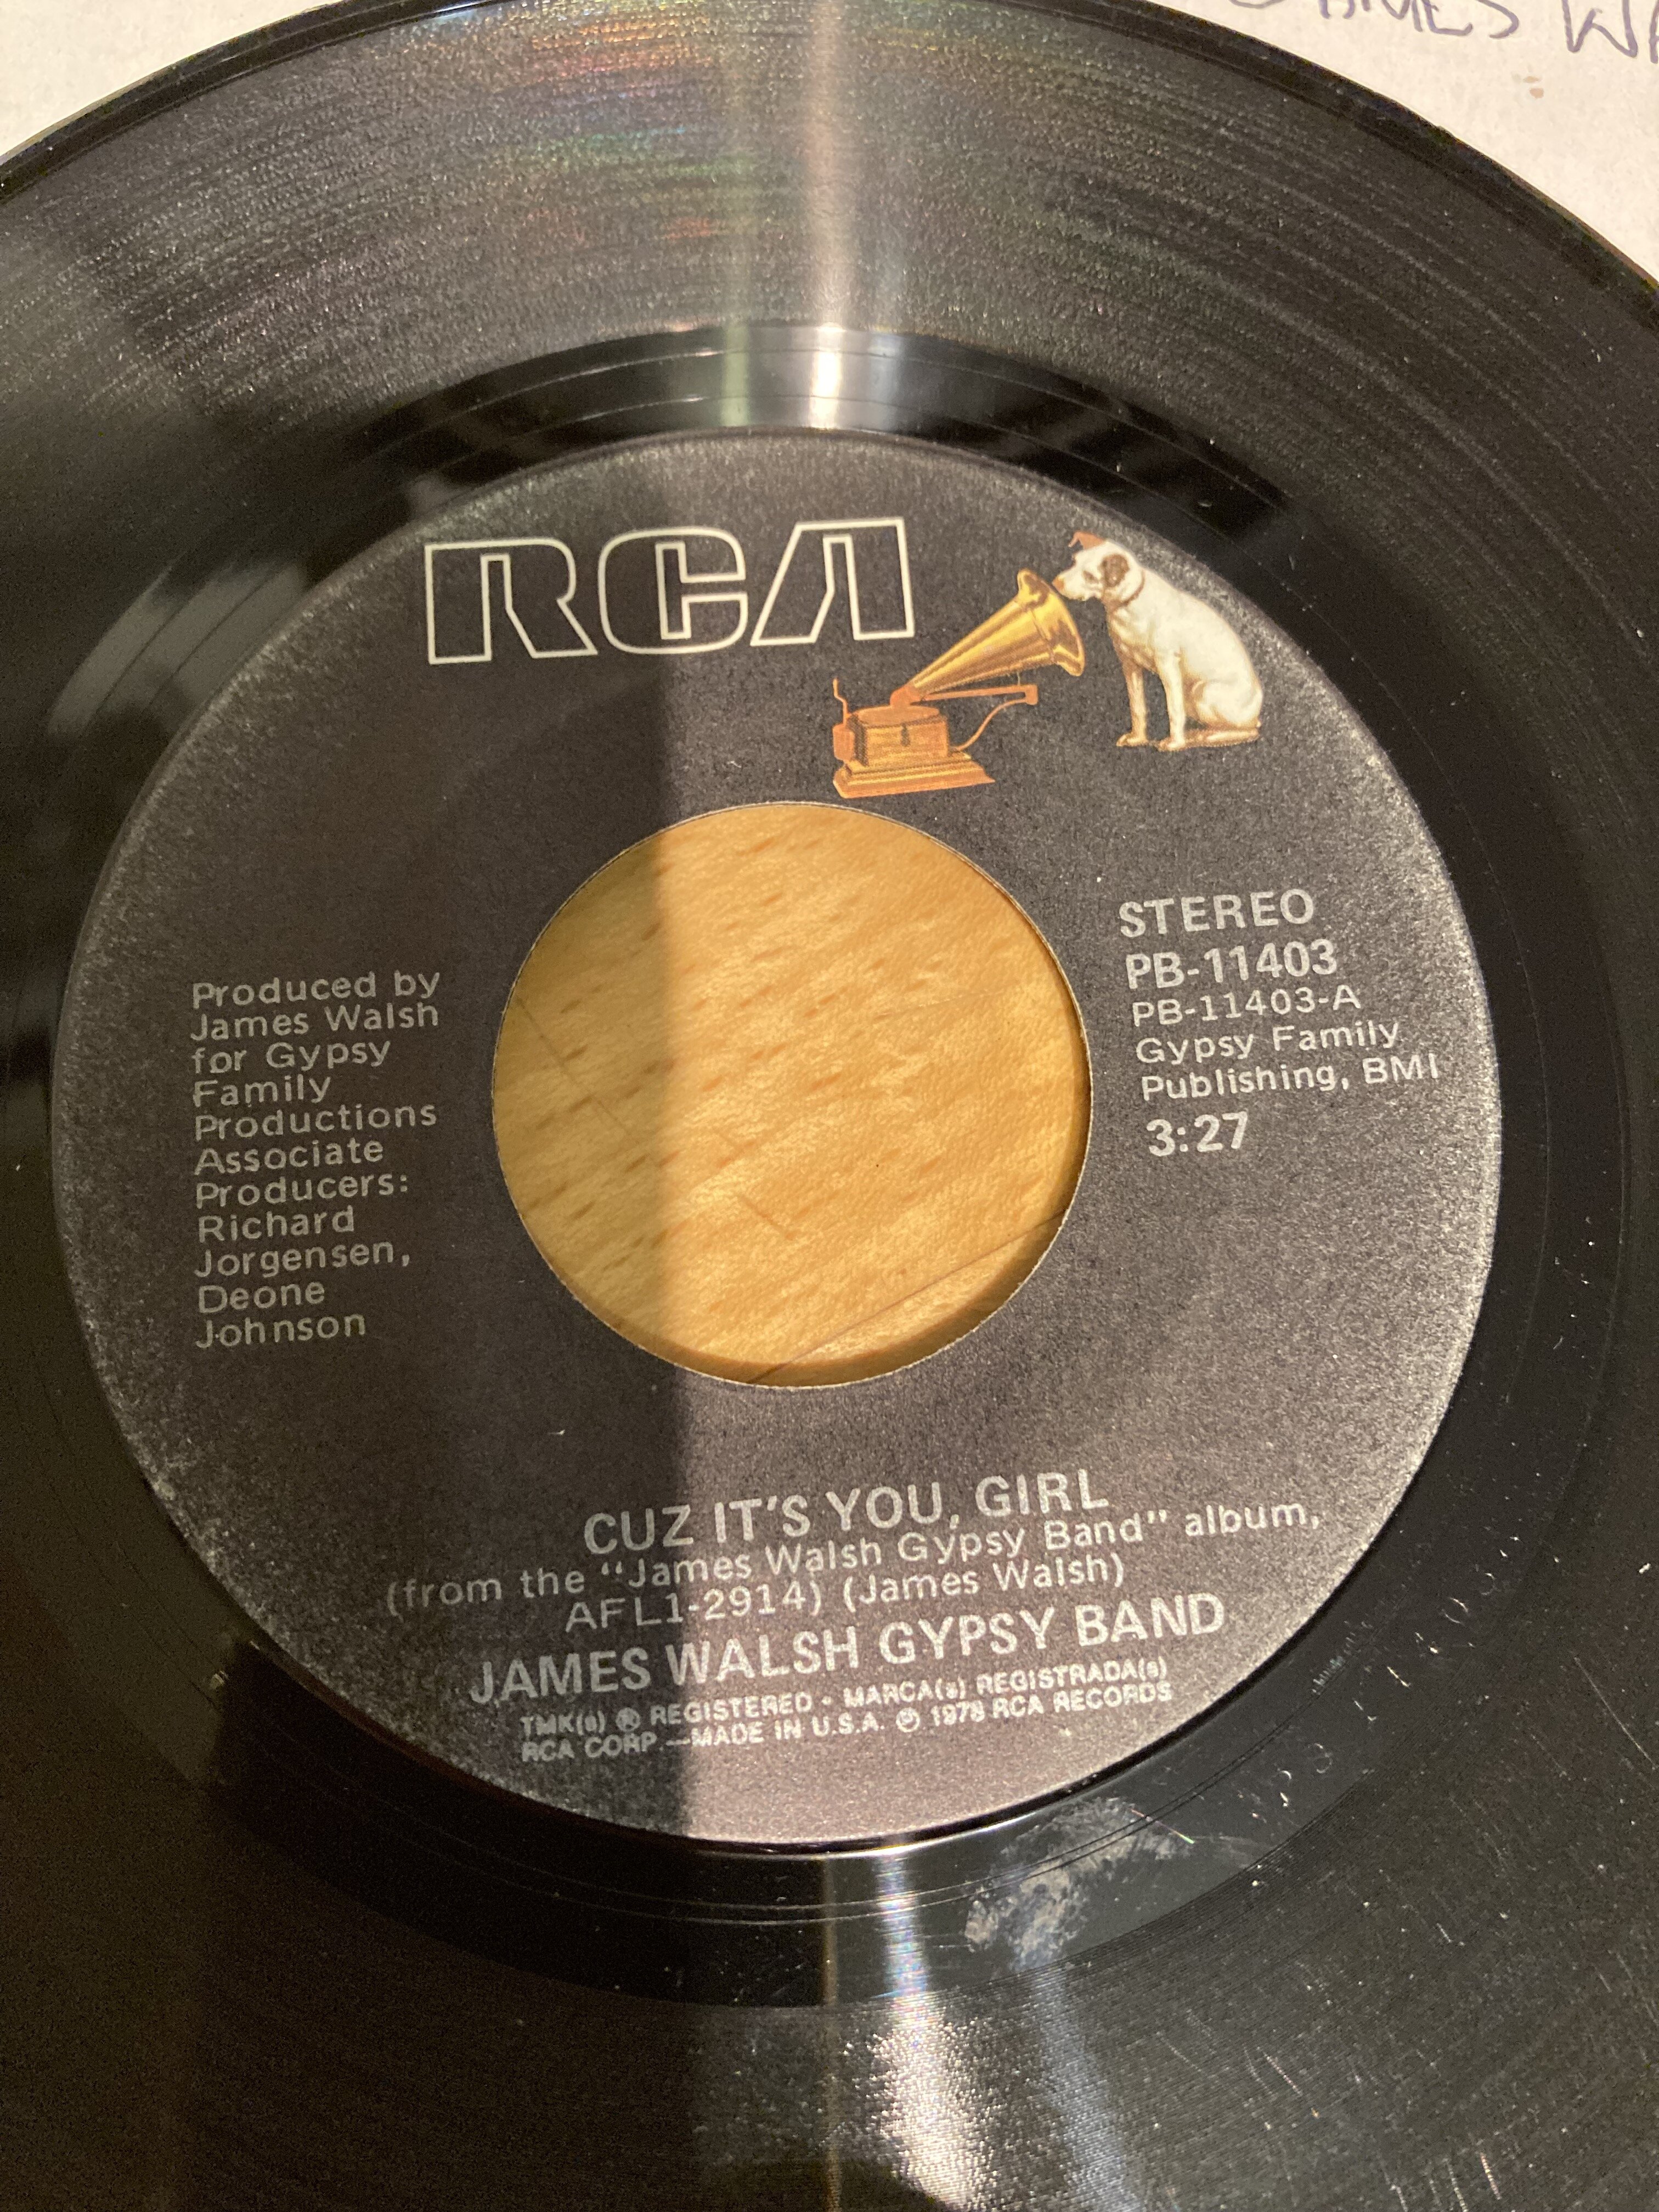 JAMES
RCA
STEREO
PB-11403
PB-11403-A
Gypsy Family
Publishing, BMI
3:27
Produced by
James Walsh
for Gypsy
Family
Productions
Associate
Producers:
Richard
Jorgensen,
Deone
Johnson
CUZ IT'S YOU, GIRL
(from the "James Walsh Gypsy Band" album,
AFL1-2914) (James Walsh)
JAMES WALSH GYPSY BAND
TMK(s) ® REGISTERED • MARCA(s) REGISTRADA(s)
RCA CORP.—MADE IN U.S.A. ℗ 1978 RCA RECORDS